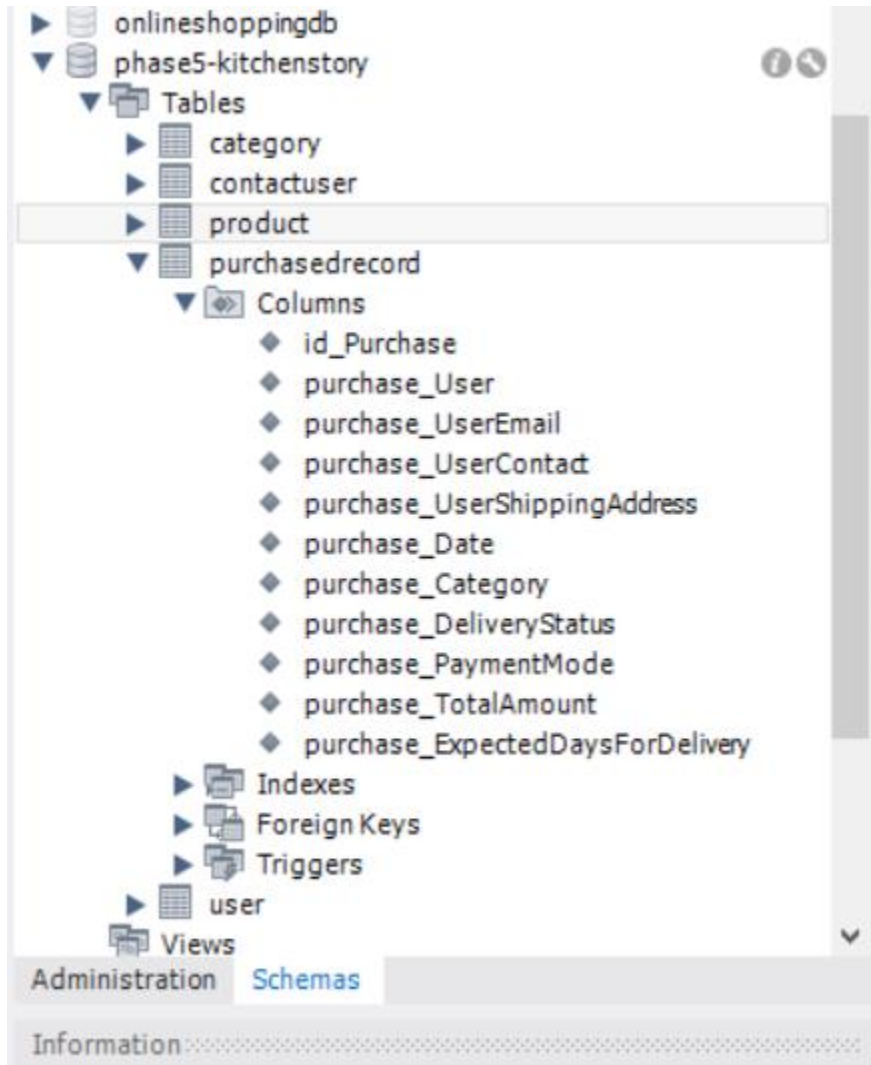 onlineshoppingdb
phase5-kitchenstory
Tables
category
contactuser
product
purchasedrecord
Columns
id_Purchase
purchase_User
purchase_UserEmail
purchase_UserContact
purchase_UserShippingAddress
purchase_Date
purchase_Category
purchase_DeliveryStatus
purchase_PaymentMode
purchase_TotalAmount
purchase_ExpectedDaysForDelivery
Indexes
Foreign Keys
Triggers
user
Views
Administration Schemas
Information